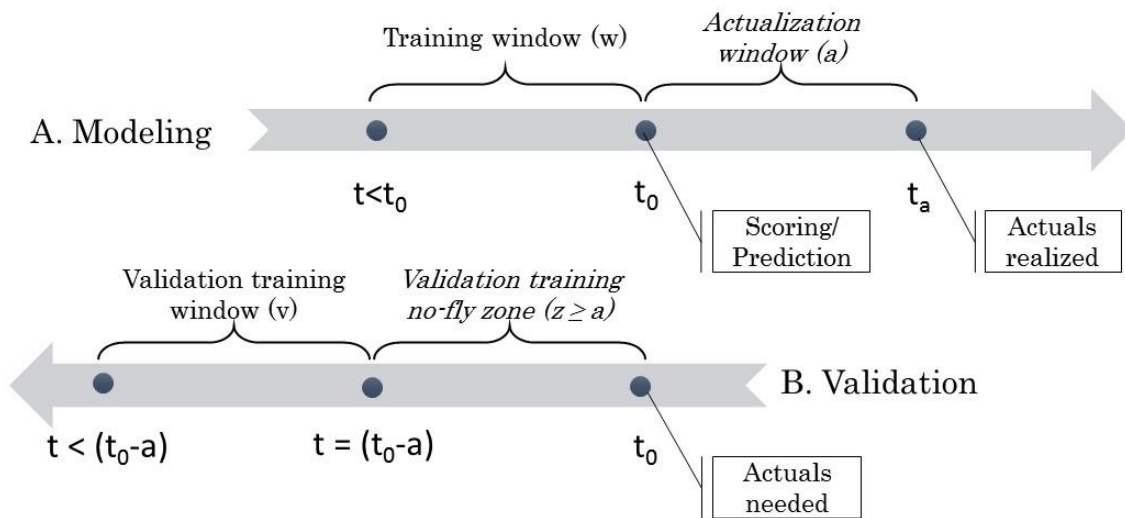 Training window (w)
Actualization
window (a)
A. Modeling
t<t₀
t₀
tₐ
Scoring/
Prediction
Actuals
realized
Validation training
window (v)
Validation training
no-fly zone (z ≥ a)
B. Validation
t < (t₀-a)
t = (t₀-a)
t₀
Actuals
needed